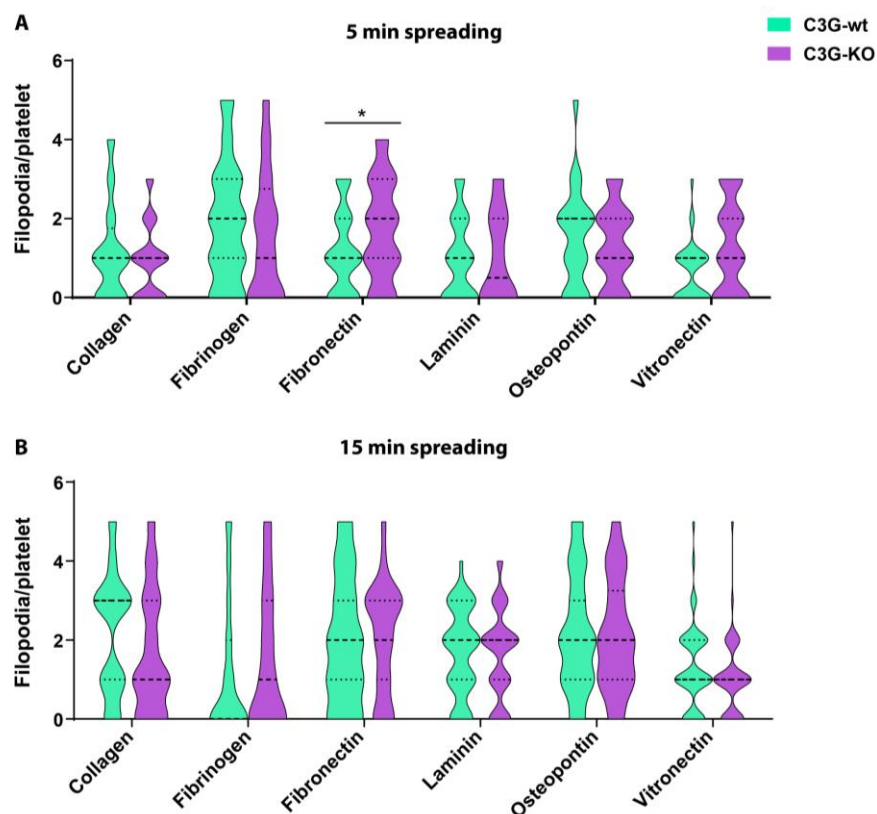 A
5 min spreading
C3G-wt
C3G-KO
Filopodia/platelet
6
4
2
0
*
Collagen
Fibrinogen
Fibronectin
Laminin
Osteopontin
Vitronectin
B
15 min spreading
Filopodia/platelet
6
4
2
0
Collagen
Fibrinogen
Fibronectin
Laminin
Osteopontin
Vitronectin